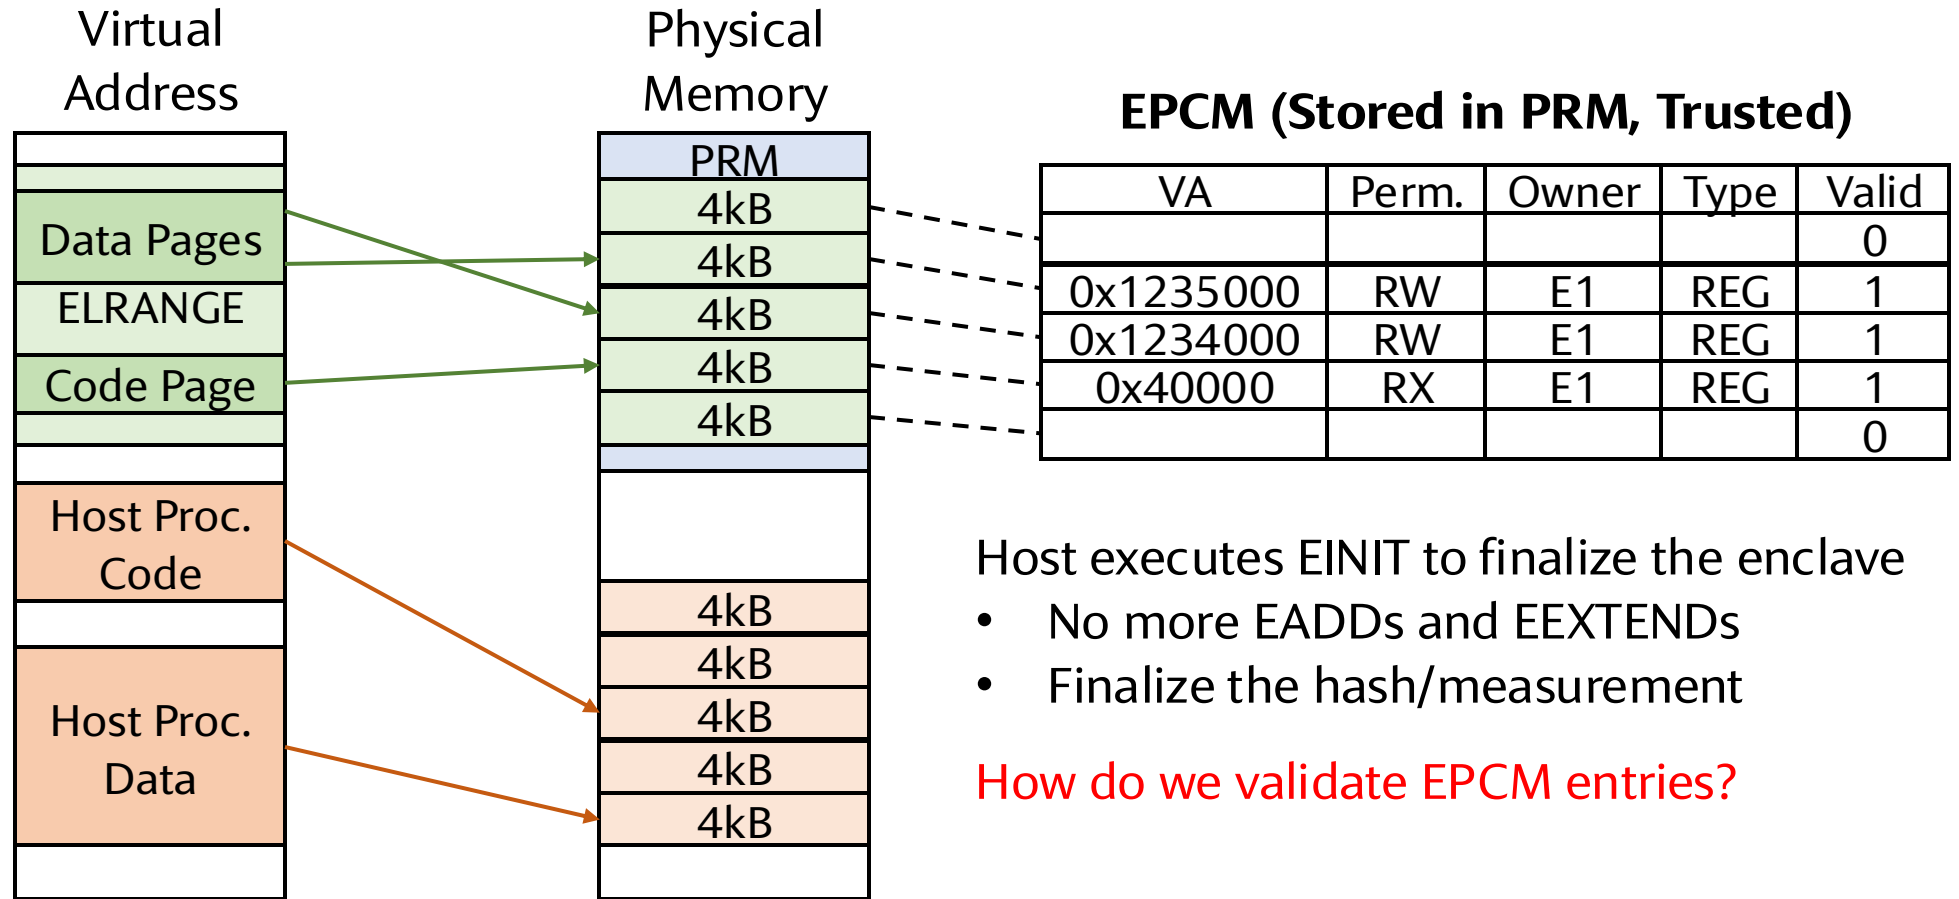 Virtual
Address
Data Pages
ELRANGE
Code Page
Host Proc.
Code
Host Proc.
Data
Physical
Memory
PRM
4kB
4kB
4kB
4kB
4kB
4kB
4kB
4kB
4kB
4kB
EPCM (Stored in PRM, Trusted)
VA Perm. Owner Type Valid
0
0x1235000 RW E1 REG 1
0x1234000 RW E1 REG 1
0x40000 RX E1 REG 1
0
Host executes EINIT to finalize the enclave
• No more EADDs and EEXTENDs
• Finalize the hash/measurement
How do we validate EPCM entries?